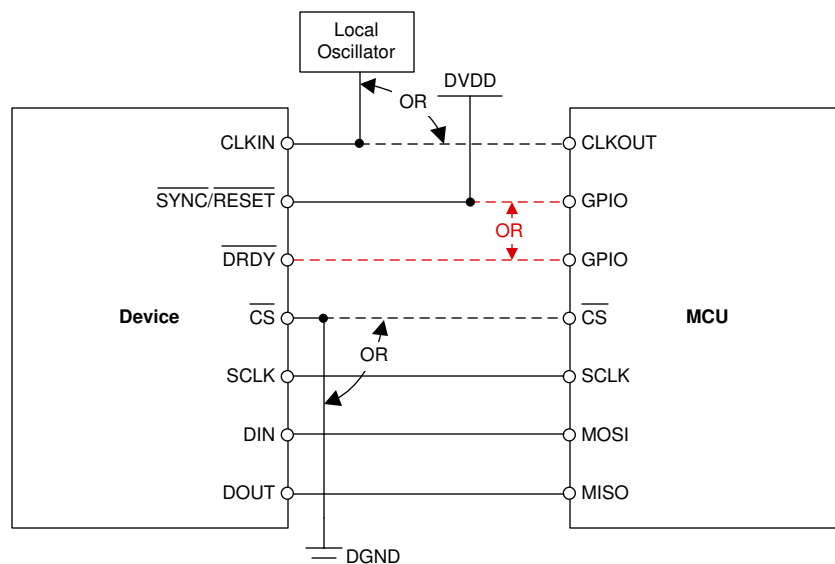 Local
Oscillator
OR
DVDD
CLKIN
CLKOUT
SYNC/RESET
GPIO
OR
DRDY
GPIO
Device
CS
CS
MCU
OR
SCLK
SCLK
DIN
MOSI
DOUT
MISO
DGND